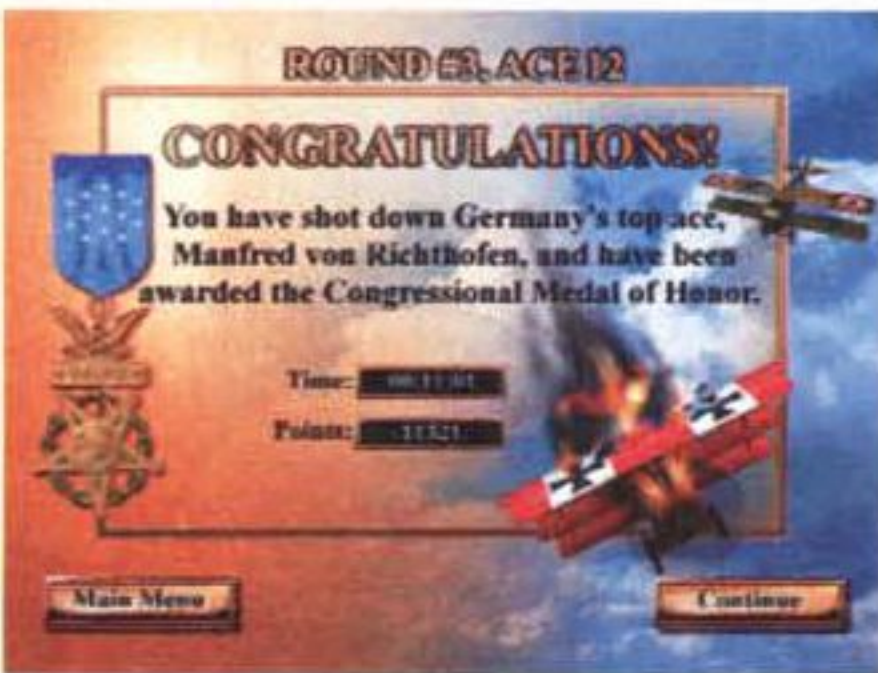 ROUND #3, ACE 12
CONGRATULATIONS!
You have shot down Germany's top ace,
Manfred von Richthofen, and have been
awarded the Congressional Medal of Honor.
Time:
Points:
Main Menu
Continue